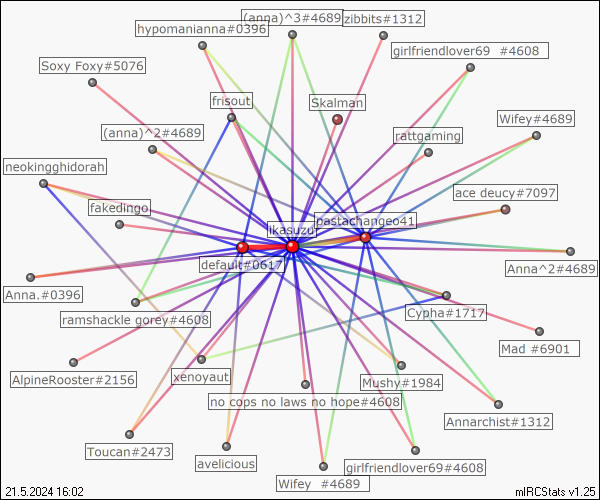 (anna)^3#4689
zibbits#1312
hypomanianna#0396
girlfriendlover69 #4608
Soxy Foxy#5076
frisout
Skalman
Wifey#4689
(anna)^2#4689
rattgaming
neokingghidorah
ace deucy#7097
fakedingo
pastachangeo41
ikasuzu
default#0617
Anna^2#4689
Anna.#0396
ramshackle gorey#4608
Cypha#1717
Mad #6901
AlpineRooster#2156
xenoyaut
Mushy#1984
no cops no laws no hope#4608
Annarchist#1312
Toucan#2473
avelicious
girlfriendlover69#4608
Wifey #4689
21.5.2024 16:02
mIRCStats v1.25